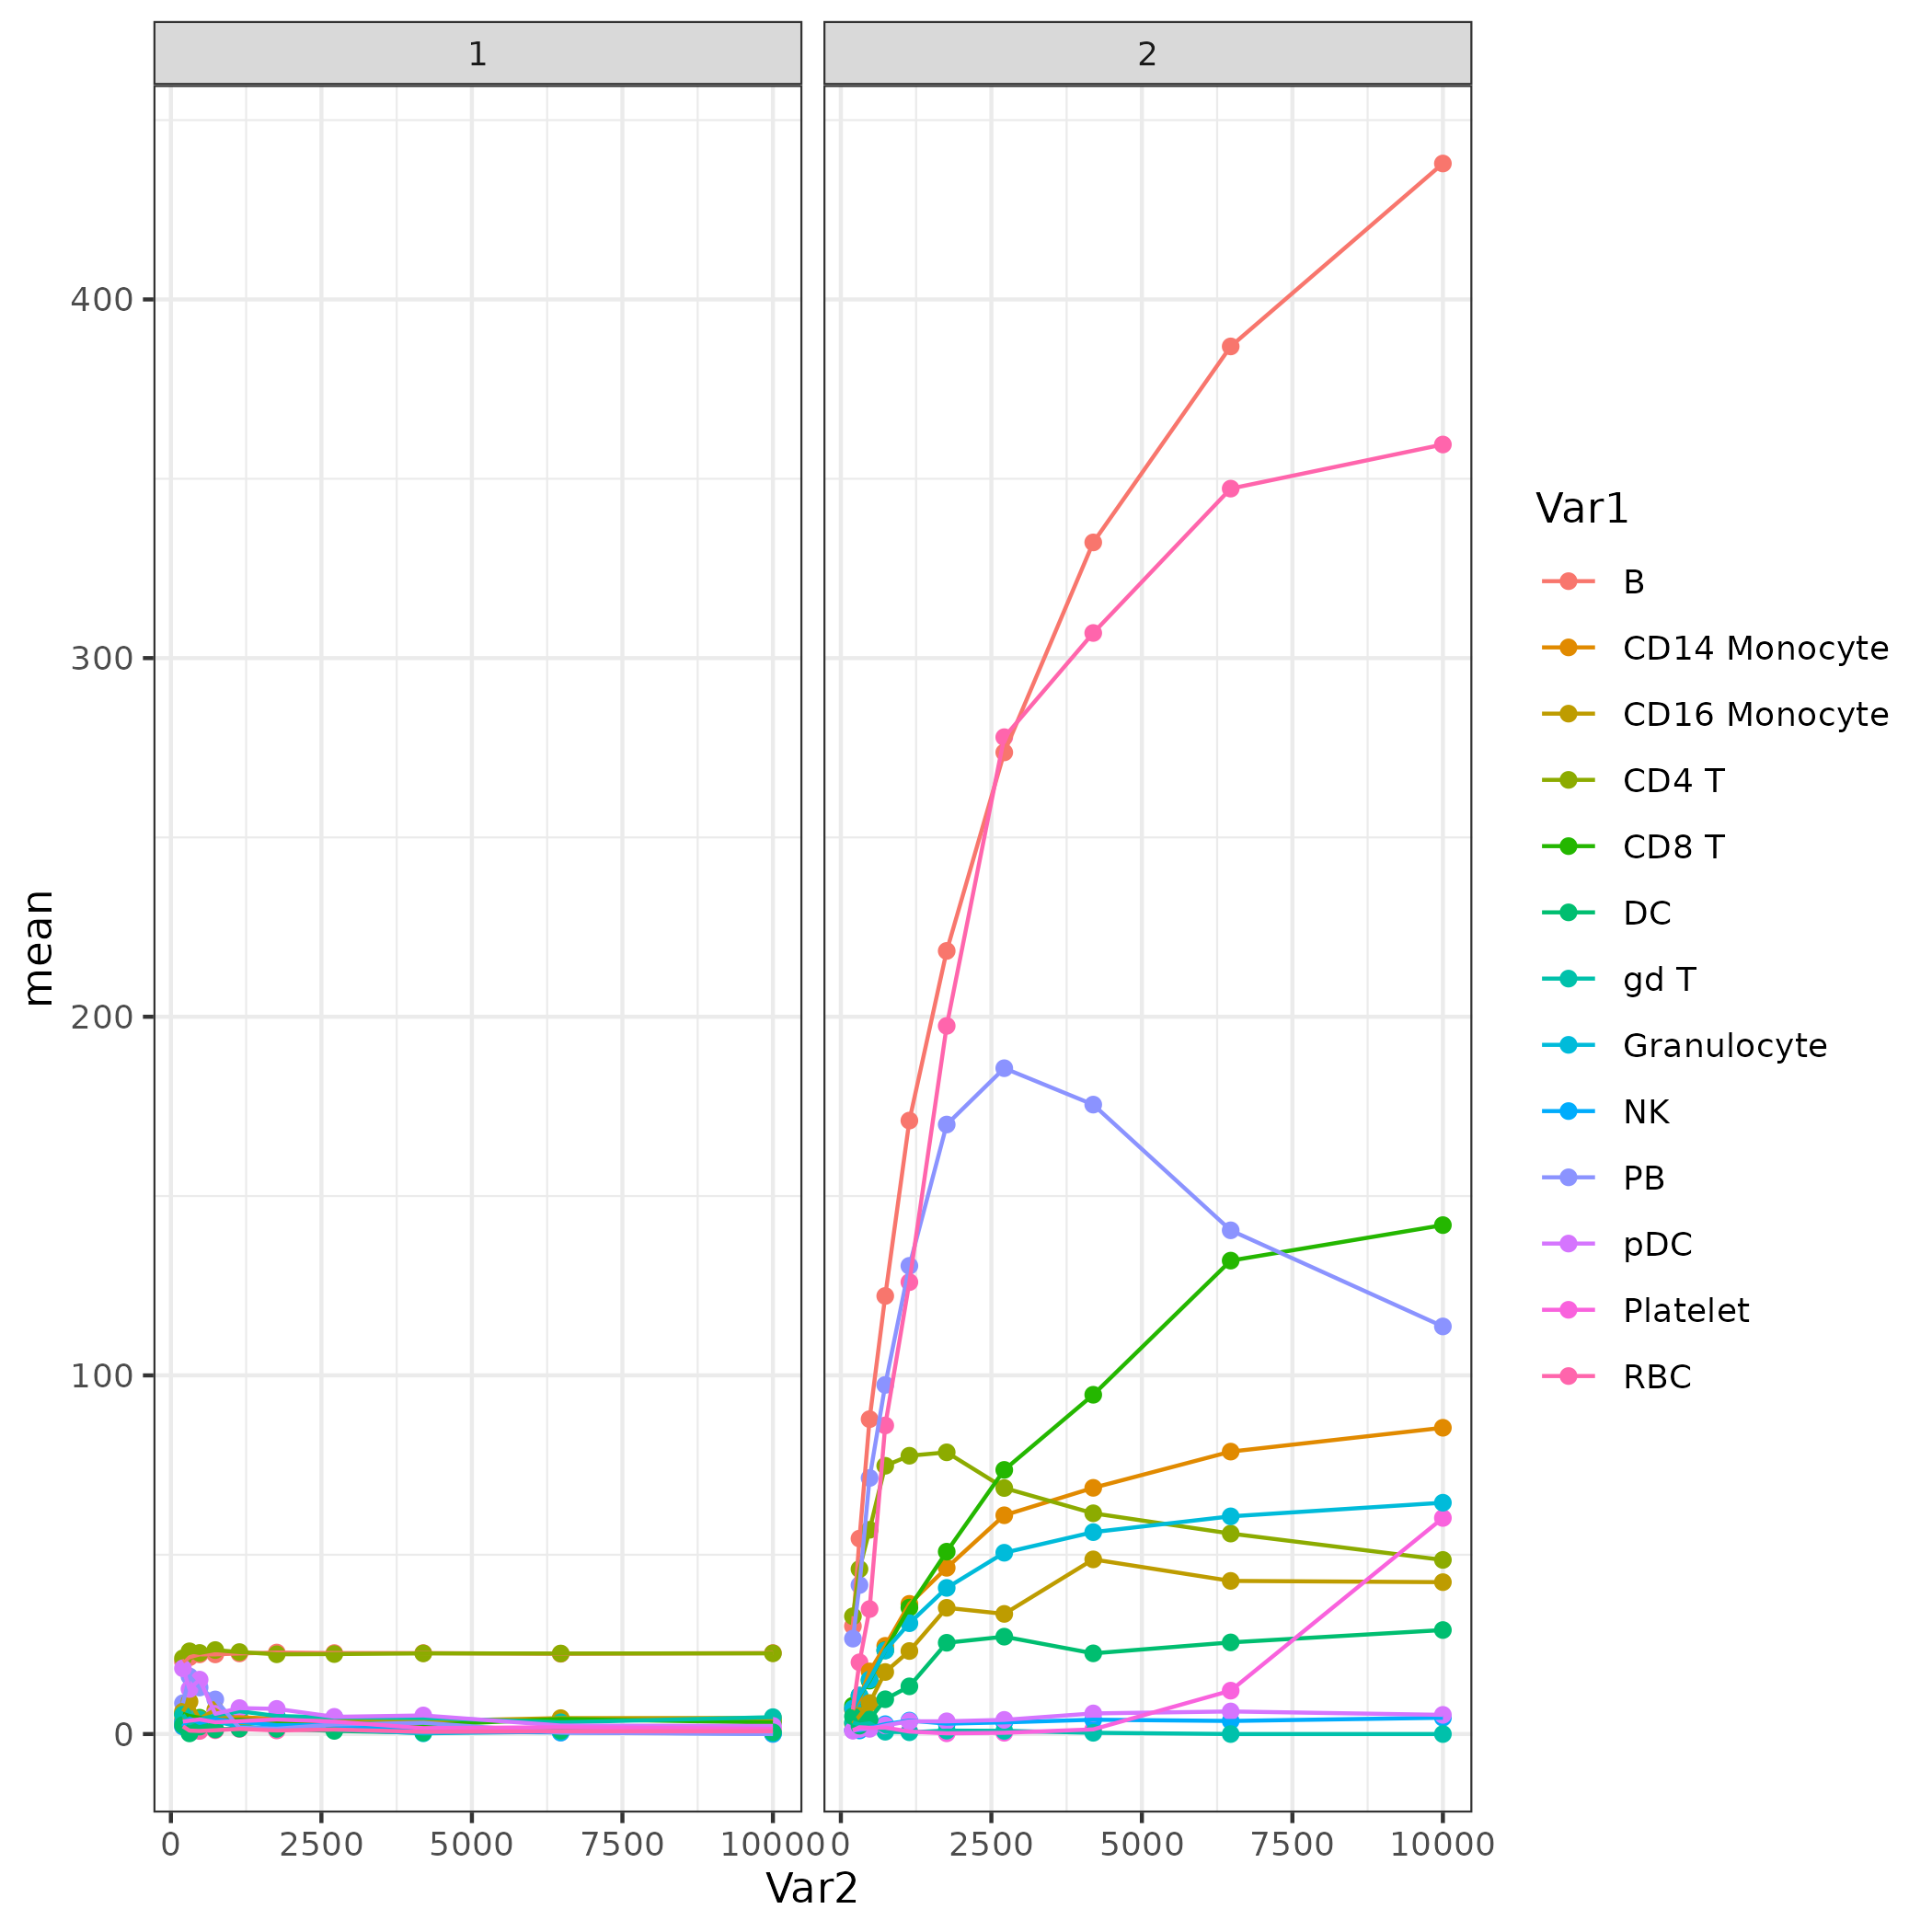 1 2
400
300
200
100
0
mean
0 2500 5000 7500 10000 0 2500 5000 7500 10000
Var2
Var1
B
CD14 Monocyte
CD16 Monocyte
CD4 T
CD8 T
DC
gd T
Granulocyte
NK
PB
pDC
Platelet
RBC